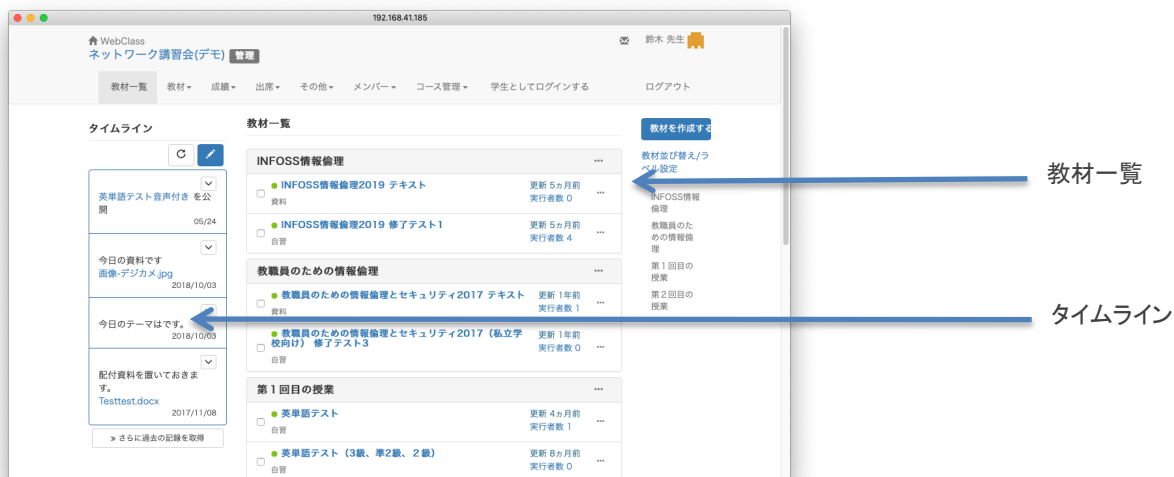 192.168.41.185
WebClass
ネットワーク講習会(デモ) 管理
鈴木 先生
教材一覧 教材 成績 出席 その他 メンバー コース管理 学生としてログインする ログアウト
タイムライン
英単語テスト音声付き を公
開
05/24
今日の資料です
画像-デジカメ.jpg
2018/10/03
今日のテーマはです。
2018/10/03
配付資料を置いておきま
す。
Testtest.docx
2017/11/08
» さらに過去の記録を取得
教材一覧
INFOSS情報倫理 ...
INFOSS情報倫理2019 テキスト 更新 5ヵ月前
資料 実行者数 0 ...
INFOSS情報倫理2019 修了テスト1 更新 5ヵ月前
自習 実行者数 4 ...
教職員のための情報倫理 ...
教職員のための情報倫理とセキュリティ2017 テキスト 更新 1年前
資料 実行者数 1 ...
教職員のための情報倫理とセキュリティ2017（私立学 更新 1年前
校向け） 修了テスト3 実行者数 0 ...
自習
第１回目の授業 ...
英単語テスト 更新 4ヵ月前
自習 実行者数 1 ...
英単語テスト（3級、準2級、２級） 更新 8ヵ月前
自習 実行者数 0 ...
教材を作成する
教材並び替え/ラ
ベル設定
INFOSS情報
倫理
教職員のた
めの情報倫
理
第１回目の
授業
第２回目の
授業
教材一覧
タイムライン